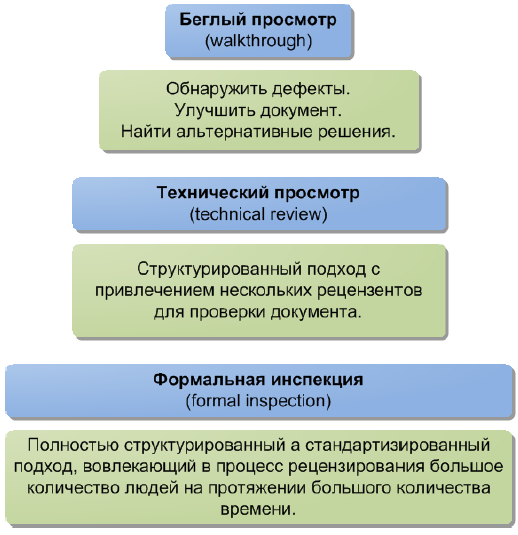 Беглый просмотр
(walkthrough)
Обнаружить дефекты.
Улучшить документ.
Найти альтернативные решения.
Технический просмотр
(technical review)
Структурированный подход с
привлечением нескольких рецензентов
для проверки документа.
Формальная инспекция
(formal inspection)
Полностью структурированный а стандартизированный
подход, вовлекающий в процесс рецензирования большое
количество людей на протяжении большого количества
времени.